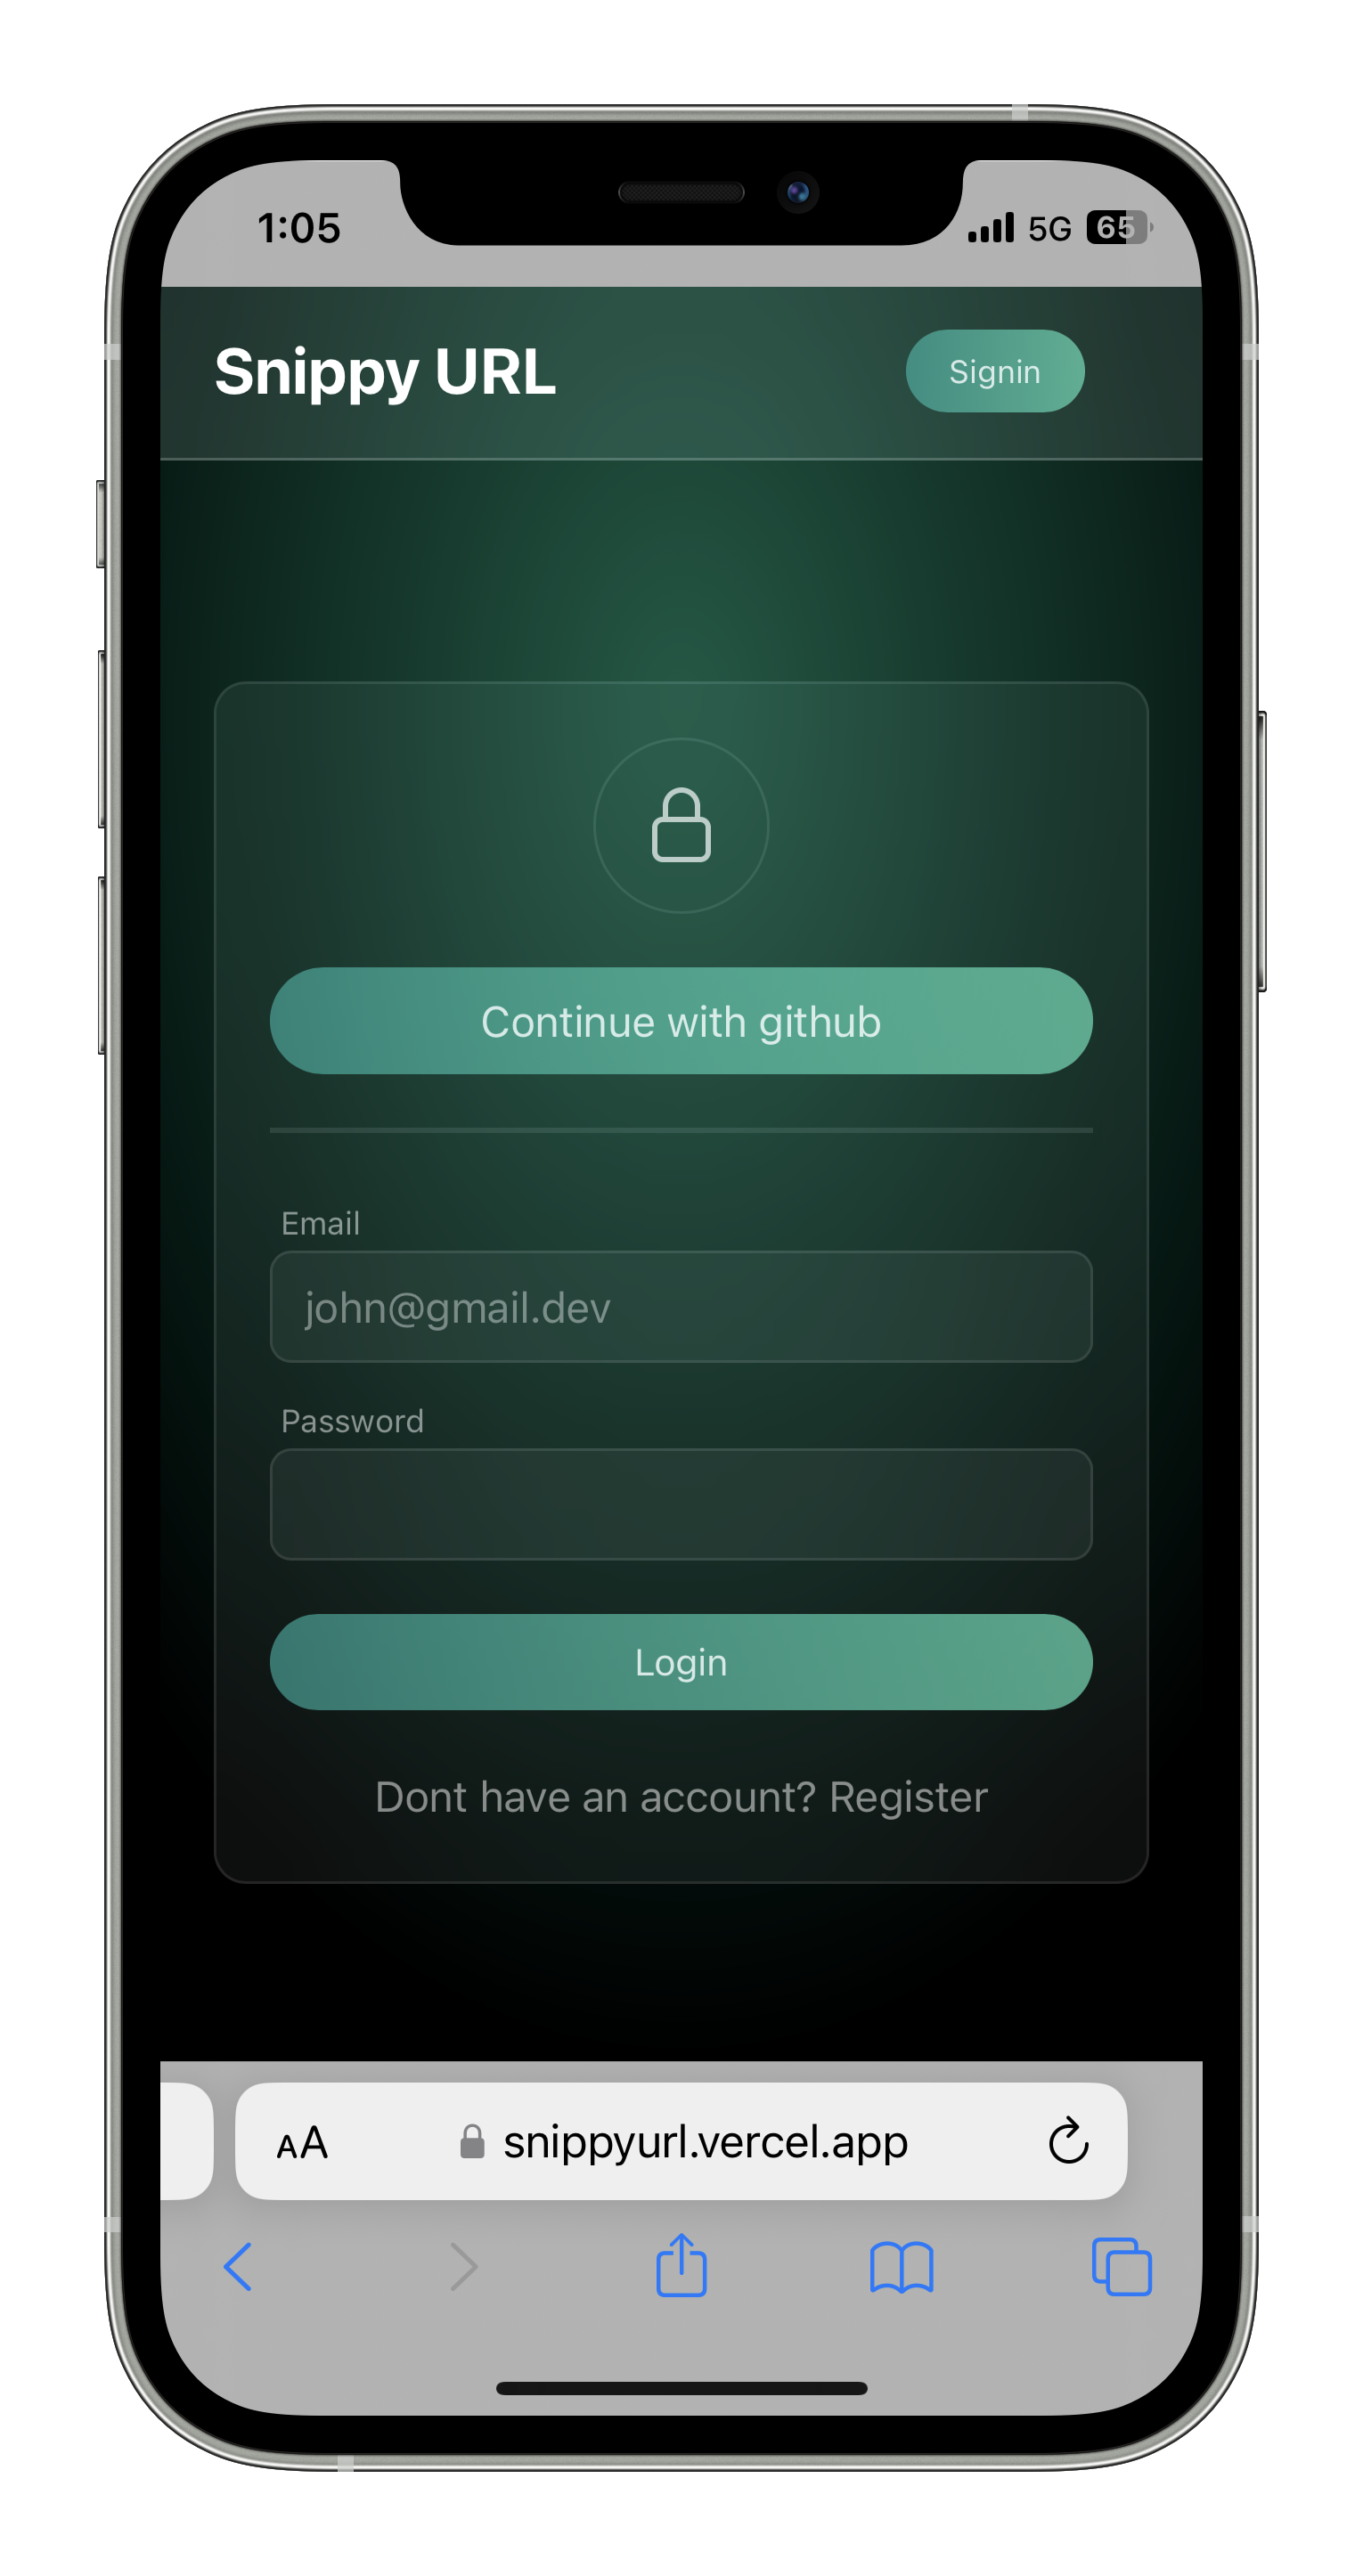 1:05 5G 65
Snippy URL Signin
Continue with github
Email
john@gmail.dev
Password
Login
Dont have an account? Register
AA snippyurl.vercel.app